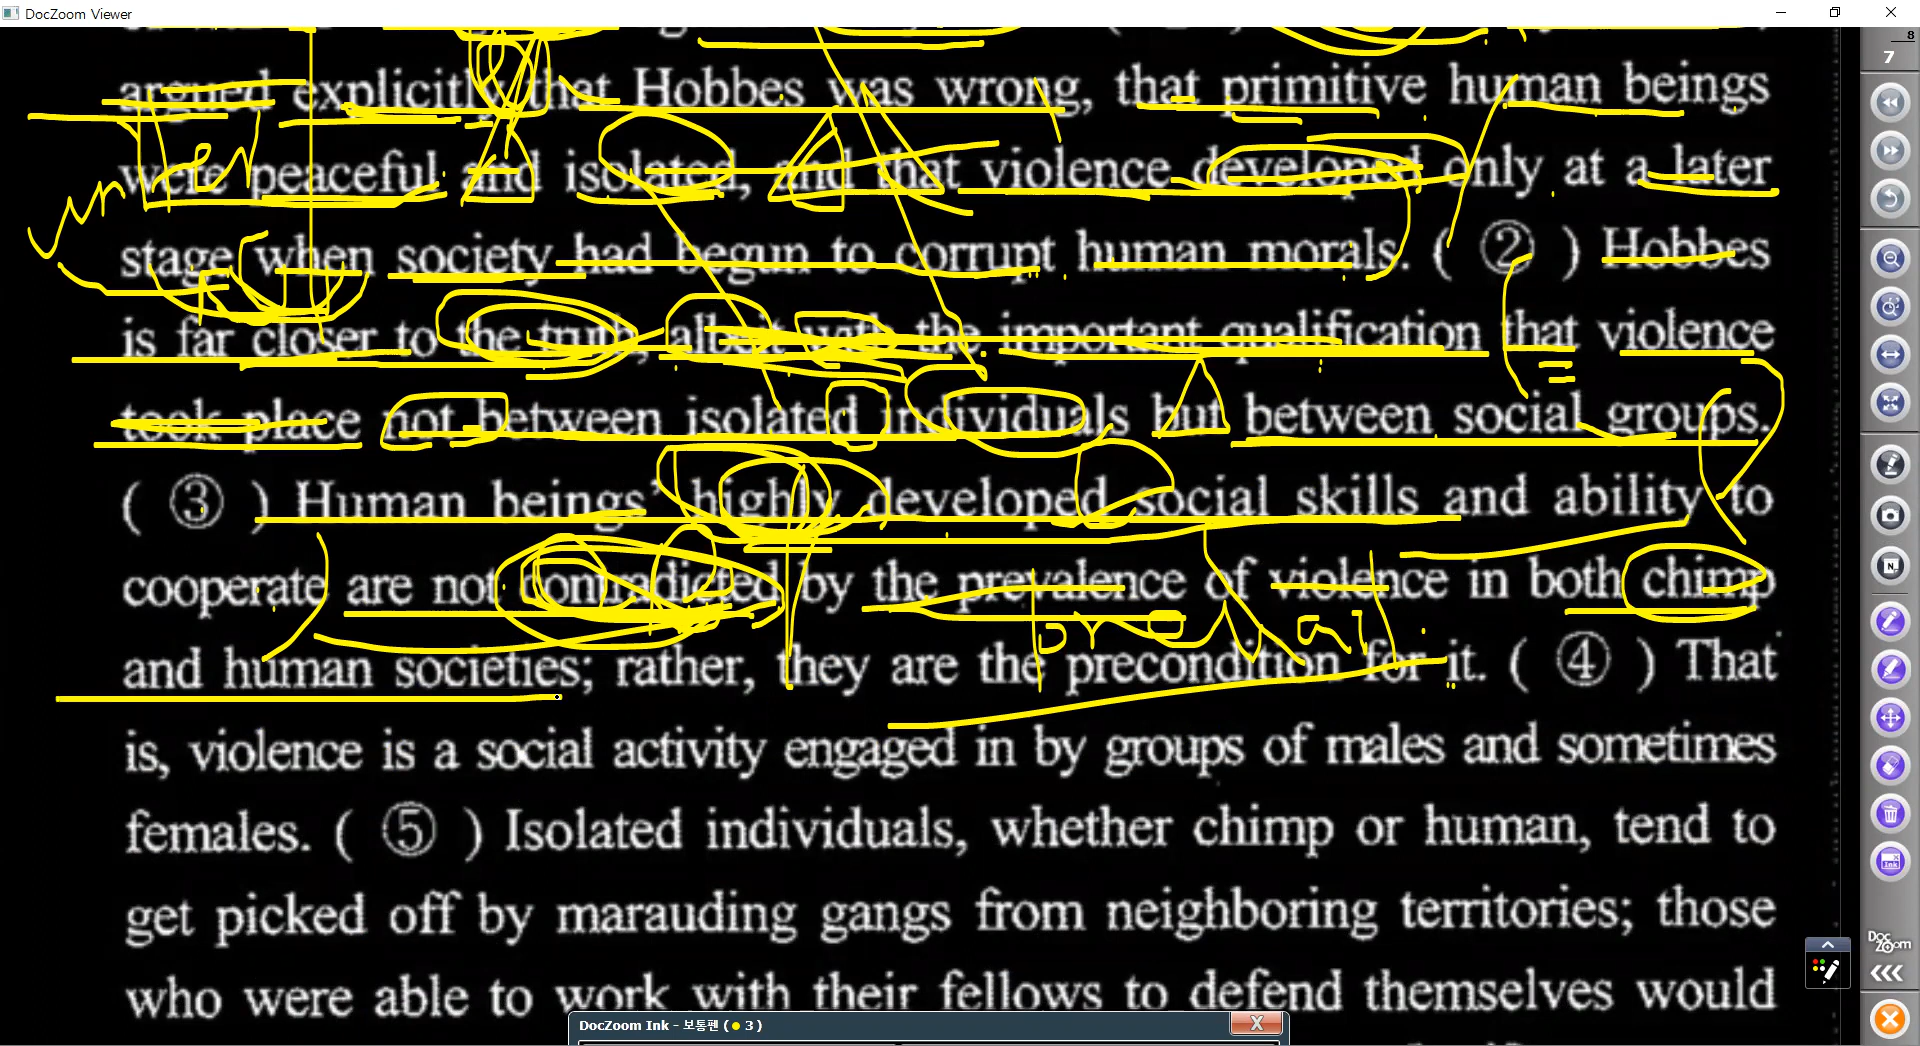 DocZoom Viewer
argued explicitly that Hobbes was wrong, that primitive human beings
were peaceful and isolated, and that violence developed only at a later
stage when society had begun to corrupt human morals. ( ② ) Hobbes
is far closer to the truth, albeit with the important qualification that violence
took place not between isolated individuals but between social groups.
( ③ ) Human beings' highly developed social skills and ability to
cooperate are not contradicted by the prevalence of violence in both chimp
and human societies; rather, they are the precondition for it. ( ④ ) That
is, violence is a social activity engaged in by groups of males and sometimes
females. ( ⑤ ) Isolated individuals, whether chimp or human, tend to
get picked off by marauding gangs from neighboring territories; those
who were able to work with their fellows to defend themselves would
8
7
N
Ink
Doc
Zoom
DocZoom Ink - 보통펜 ( 3 )
X